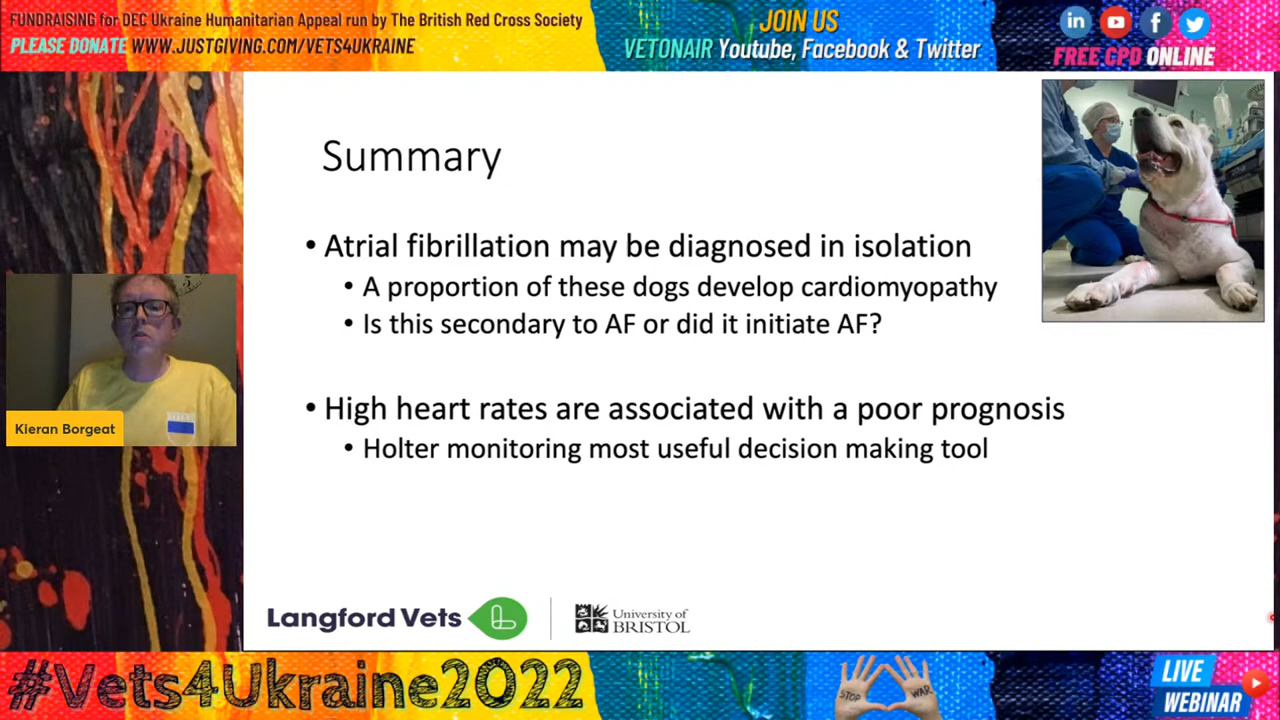 FUNDRAISING for DEC Ukraine Humanitarian Appeal run by The British Red Cross Society
PLEASE DONATE WWW.JUSTGIVING.COM/VETS4UKRAINE
JOIN US
VETONAIR Youtube, Facebook & Twitter
FREE CPD ONLINE
Summary
• Atrial fibrillation may be diagnosed in isolation
• A proportion of these dogs develop cardiomyopathy
• Is this secondary to AF or did it initiate AF?
• High heart rates are associated with a poor prognosis
• Holter monitoring most useful decision making tool
Kieran Borgeat
Langford Vets
University of
BRISTOL
#Vets4Ukraine2022
STOP
WAR
LIVE
WEBINAR